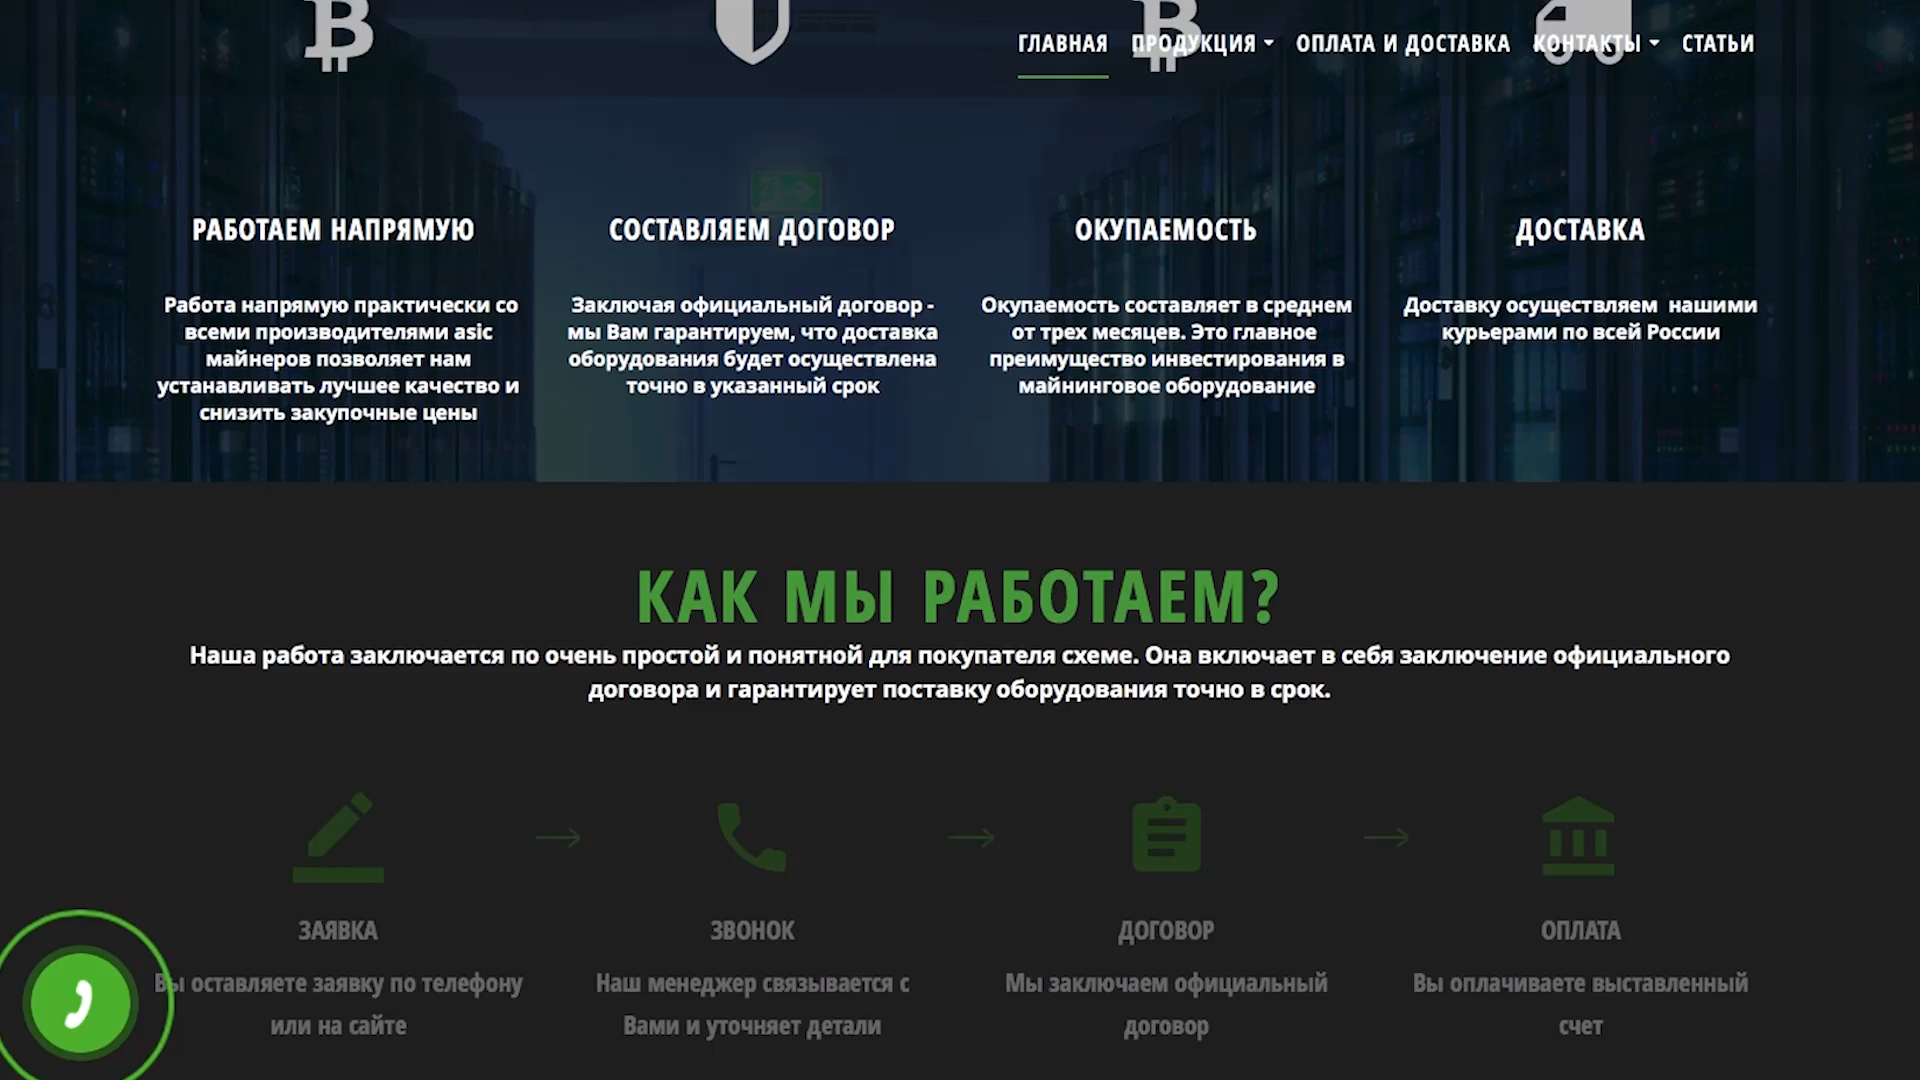 ГЛАВНАЯ ПРОДУКЦИЯ ОПЛАТА И ДОСТАВКА КОНТАКТЫ СТАТЬИ
РАБОТАЕМ НАПРЯМУЮ
Работа напрямую практически со
всеми производителями asic
майнеров позволяет нам
устанавливать лучшее качество и
снизить закупочные цены
СОСТАВЛЯЕМ ДОГОВОР
Заключая официальный договор -
мы Вам гарантируем, что доставка
оборудования будет осуществлена
точно в указанный срок
ОКУПАЕМОСТЬ
Окупаемость составляет в среднем
от трех месяцев. Это главное
преимущество инвестирования в
майнинговое оборудование
ДОСТАВКА
Доставку осуществляем нашими
курьерами по всей России
КАК МЫ РАБОТАЕМ?
Наша работа заключается по очень простой и понятной для покупателя схеме. Она включает в себя заключение официального
договора и гарантирует поставку оборудования точно в срок.
ЗАЯВКА
Вы оставляете заявку по телефону
или на сайте
ЗВОНОК
Наш менеджер связывается с
Вами и уточняет детали
ДОГОВОР
Мы заключаем официальный
договор
ОПЛАТА
Вы оплачиваете выставленный
счет